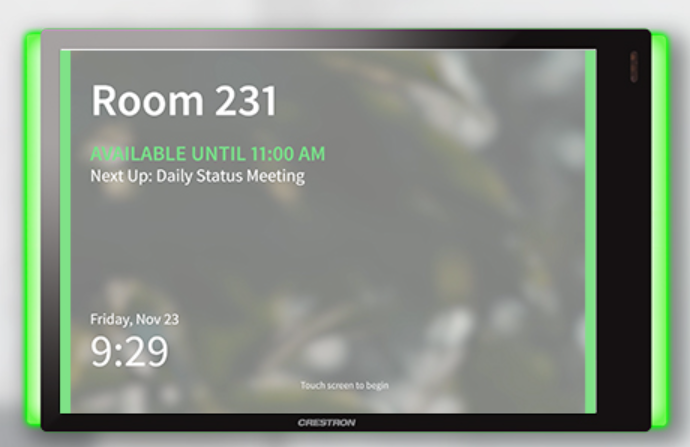 Room 231
AVAILABLE UNTIL 11:00 AM
Next Up: Daily Status Meeting
Friday, Nov 23
9:29
Touch screen to begin
CRESTRON